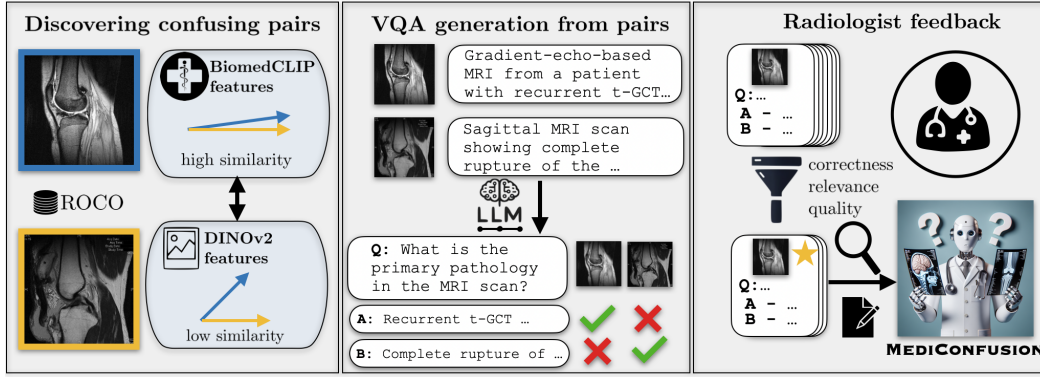 Discovering confusing pairs
BiomedCLIP
features
high similarity
ROCO
DINOv2
features
low similarity
VQA generation from pairs
Gradient-echo-based
MRI from a patient
with recurrent t-GCT…
Sagittal MRI scan
showing complete
rupture of the …
LLM
Q: What is the
primary pathology
in the MRI scan?
A: Recurrent t-GCT …
B: Complete rupture of …
Radiologist feedback
Q:…
A - …
B - …
correctness
relevance
quality
Q:…
A - …
B - …
? ?
MEDICONFUSION